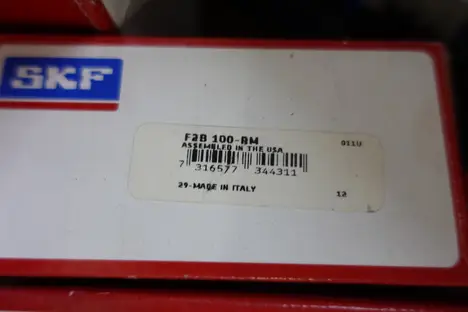 SKF
F2B 100-RM
011U
ASSEMBLED IN THE USA
7 316577 344311
29-MADE IN ITALY
12